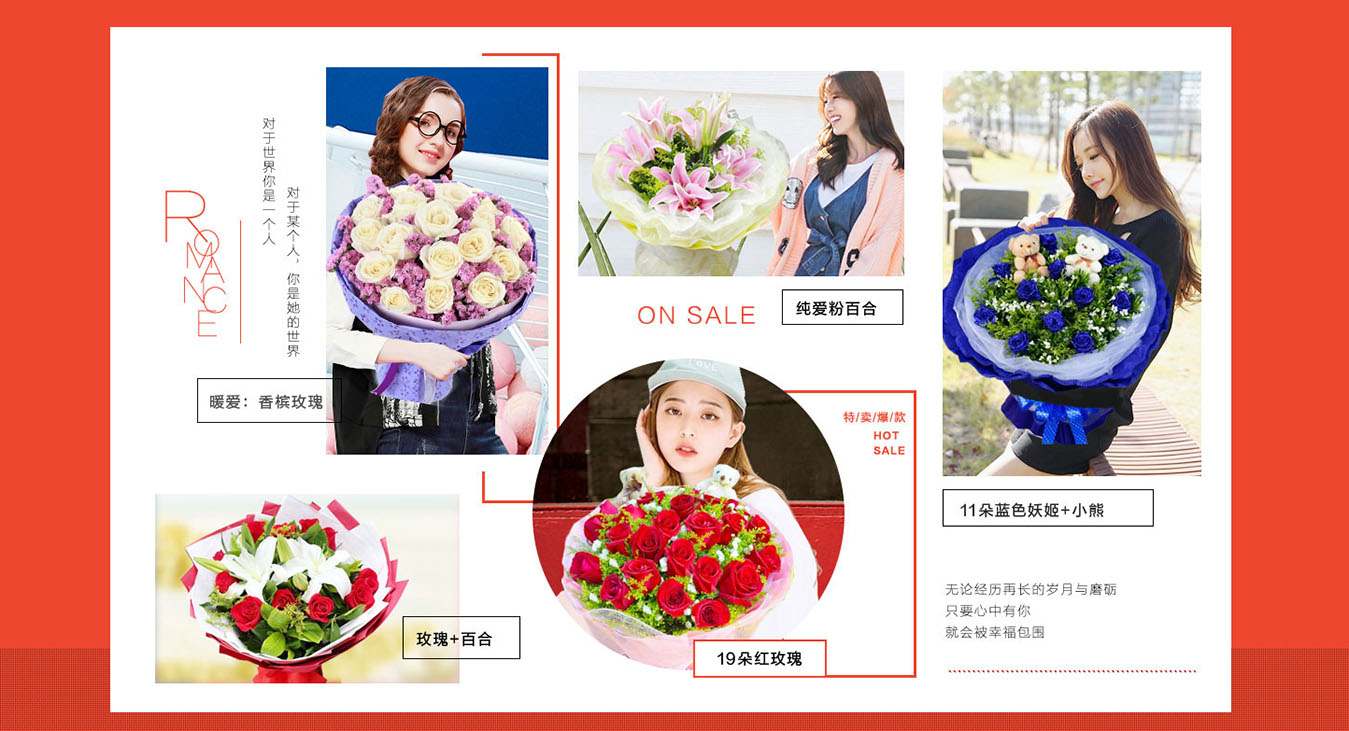 ROMANCE
对于世界你是一个人
对于某个人，你是她的世界
暖爱：香槟玫瑰
ON SALE
纯爱粉百合
LOVE
特/卖/爆/款
HOT
SALE
11朵蓝色妖姬+小熊
玫瑰+百合
19朵红玫瑰
无论经历再长的岁月与磨砺
只要心中有你
就会被幸福包围